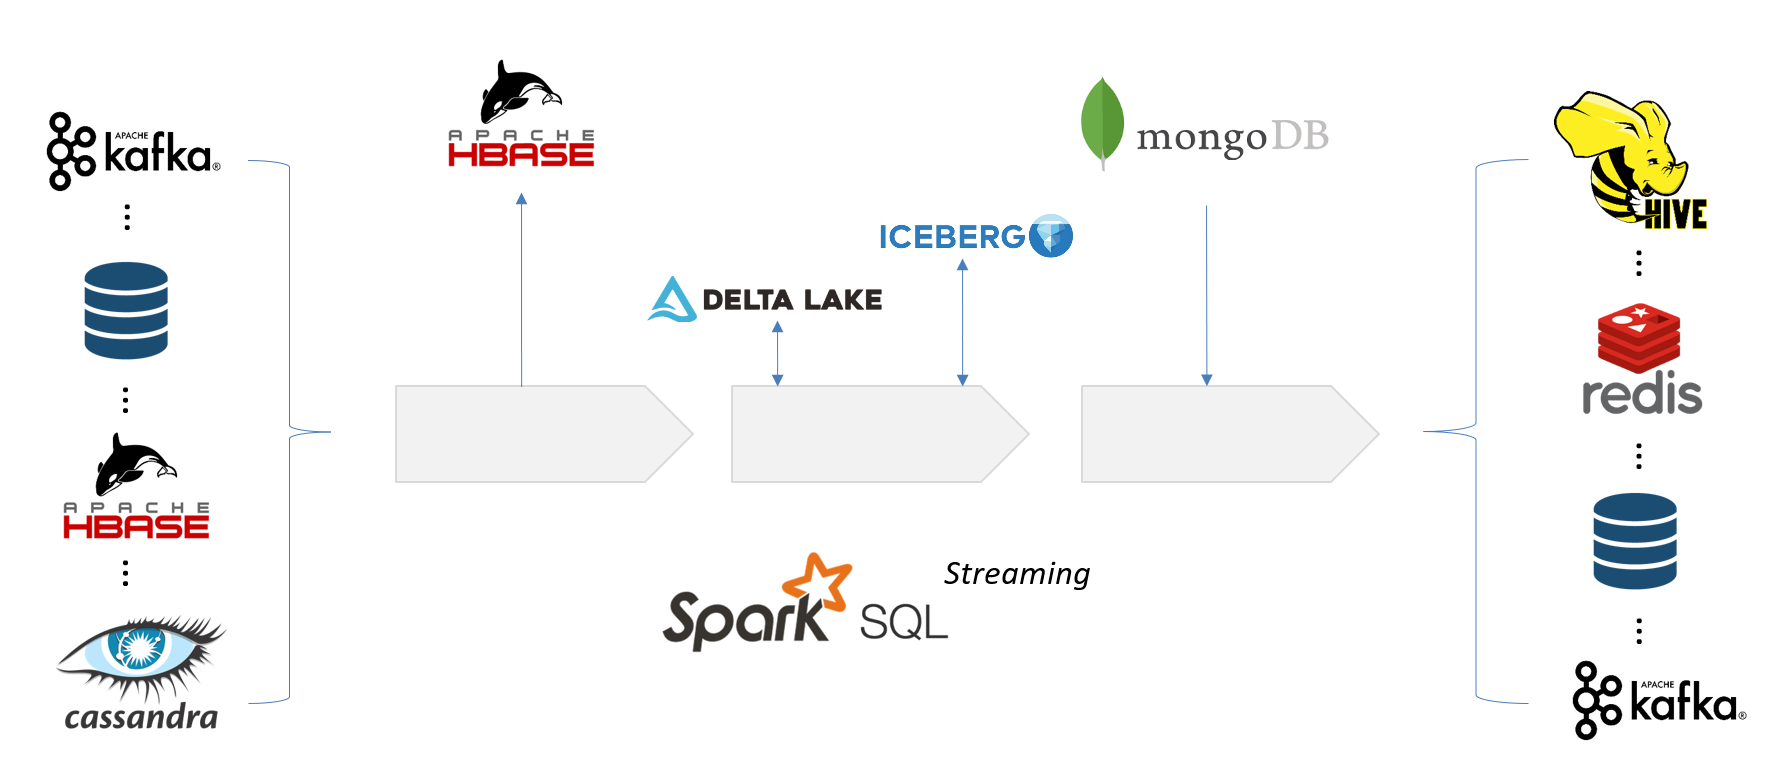 APACHE
kafka®
APACHE
HBASE
cassandra
APACHE
HBASE
DELTA LAKE
ICEBERG
mongoDB
Spark SQL
Streaming
HIVE
redis
APACHE
kafka®